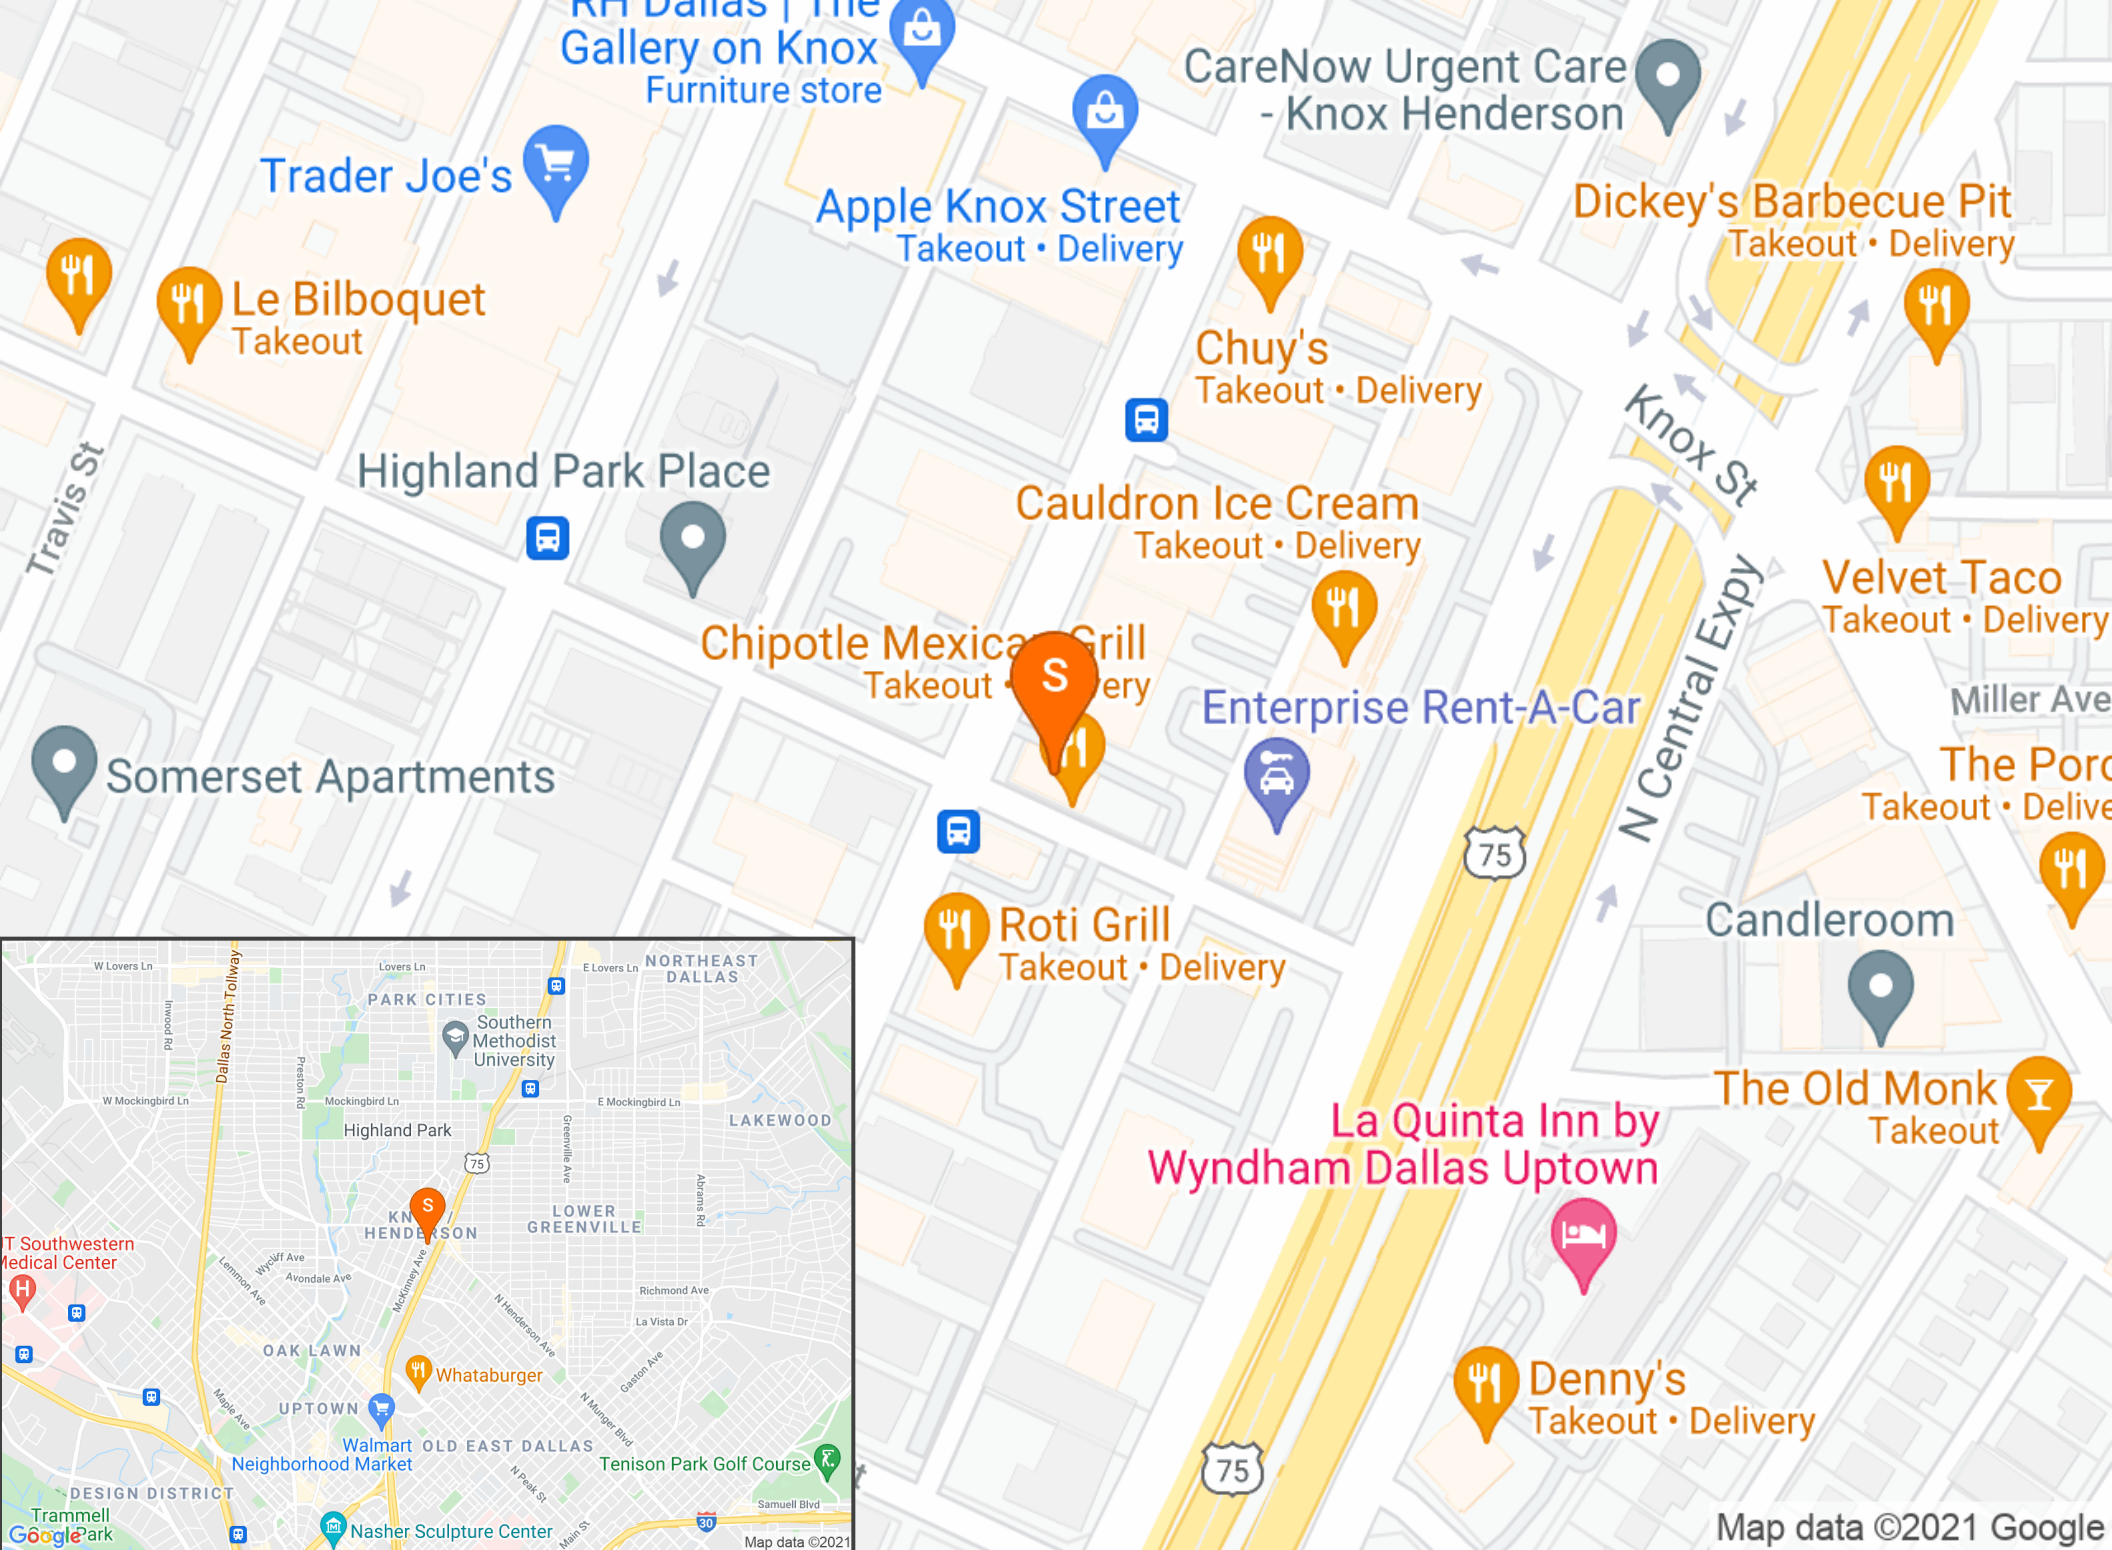 RH Dallas | The
Gallery on Knox
Furniture store
CareNow Urgent Care
- Knox Henderson
Trader Joe's
Apple Knox Street
Takeout • Delivery
Dickey's Barbecue Pit
Takeout • Delivery
Le Bilboquet
Takeout
Chuy's
Takeout • Delivery
Knox St
Highland Park Place
Travis St
Cauldron Ice Cream
Takeout • Delivery
Velvet Taco
Takeout • Delivery
Chipotle Mexican Grill
Takeout • very
S
N Central Expy
Miller Ave
Enterprise Rent-A-Car
Somerset Apartments
The Porc
Takeout • Delive
75
Candleroom
Roti Grill
Takeout • Delivery
The Old Monk
Takeout
La Quinta Inn by
Wyndham Dallas Uptown
Denny's
Takeout • Delivery
75
Map data ©2021 Google
W Lovers Ln
Lovers Ln
E Lovers Ln
NORTHEAST
DALLAS
Dallas North Tollway
Inwood Rd
PARK CITIES
Southern
Methodist
University
Preston Rd
W Mockingbird Ln
Mockingbird Ln
E Mockingbird Ln
Highland Park
LAKEWOOD
Greenville Ave
75
Abrams Rd
S
KN /
HENDERSON
LOWER
GREENVILLE
T Southwestern
Medical Center
H
Wycliff Ave
Avondale Ave
Lemmon Ave
McKinney Ave
Richmond Ave
N Henderson Ave
La Vista Dr
OAK LAWN
Whataburger
Gaston Ave
Maple Ave
UPTOWN
N Munger Blvd
Walmart
Neighborhood Market
OLD EAST DALLAS
Tenison Park Golf Course
N Peak St
DESIGN DISTRICT
Samuell Blvd
Trammell
Park
Google
Nasher Sculpture Center
Main St
30
Map data ©2021